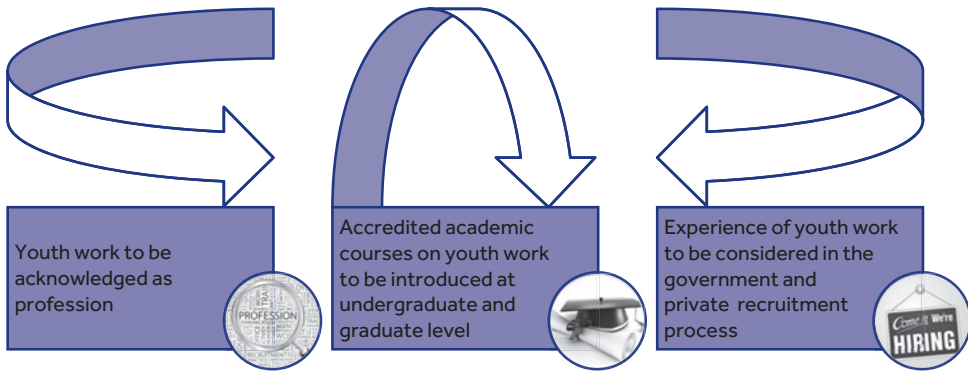 Youth work to be
acknowledged as
profession
PROFESSION
Accredited academic
courses on youth work
to be introduced at
undergraduate and
graduate level
Experience of youth work
to be considered in the
government and
private recruitment
process
Come in We're
HIRING